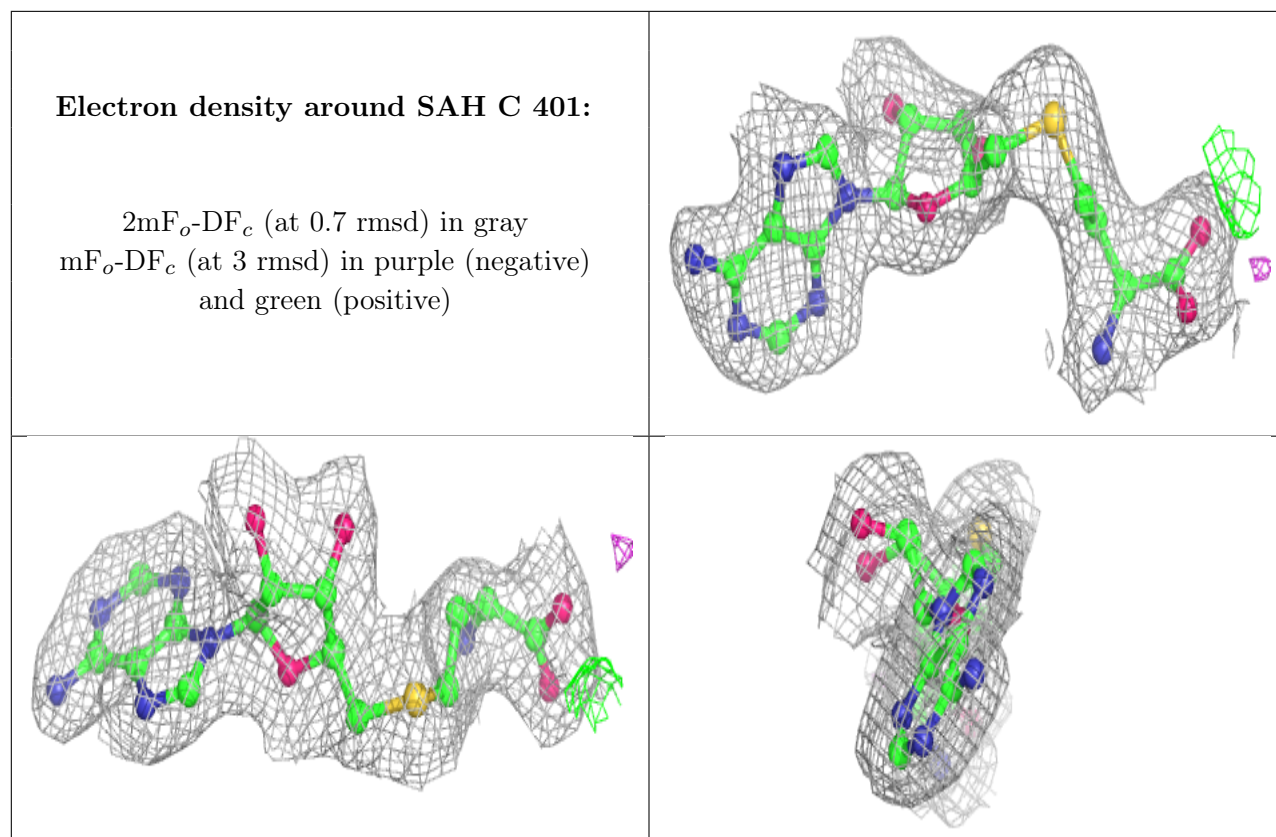 Electron density around SAH C 401:
2mFₒ-DF𝒸 (at 0.7 rmsd) in gray
mFₒ-DF𝒸 (at 3 rmsd) in purple (negative)
and green (positive)